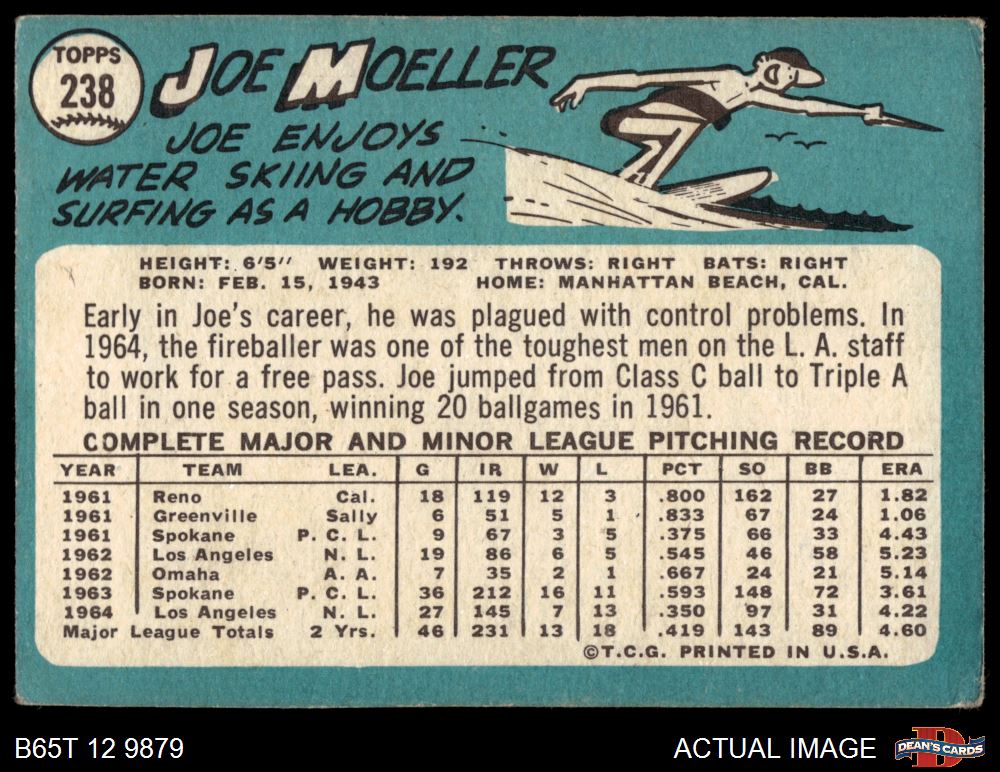 TOPPS
238
JOE MOELLER
JOE ENJOYS
WATER SKIING AND
SURFING AS A HOBBY.
HEIGHT: 6'5" WEIGHT: 192 THROWS: RIGHT BATS: RIGHT
BORN: FEB. 15, 1943 HOME: MANHATTAN BEACH, CAL.
Early in Joe's career, he was plagued with control problems. In
1964, the fireballer was one of the toughest men on the L. A. staff
to work for a free pass. Joe jumped from Class C ball to Triple A
ball in one season, winning 20 ballgames in 1961.
COMPLETE MAJOR AND MINOR LEAGUE PITCHING RECORD
YEAR TEAM LEA. G IR W L PCT SO BB ERA
1961 Reno Cal. 18 119 12 3 .800 162 27 1.82
1961 Greenville Sally 6 51 5 1 .833 67 24 1.06
1961 Spokane P. C. L. 9 67 3 5 .375 66 33 4.43
1962 Los Angeles N. L. 19 86 6 5 .545 46 58 5.23
1962 Omaha A. A. 7 35 2 1 .667 24 21 5.14
1963 Spokane P. C. L. 36 212 16 11 .593 148 72 3.61
1964 Los Angeles N. L. 27 145 7 13 .350 97 31 4.22
Major League Totals 2 Yrs. 46 231 13 18 .419 143 89 4.60
©T.C.G. PRINTED IN U.S.A.
B65T 12 9879
ACTUAL IMAGE
D
DEAN'S CARDS